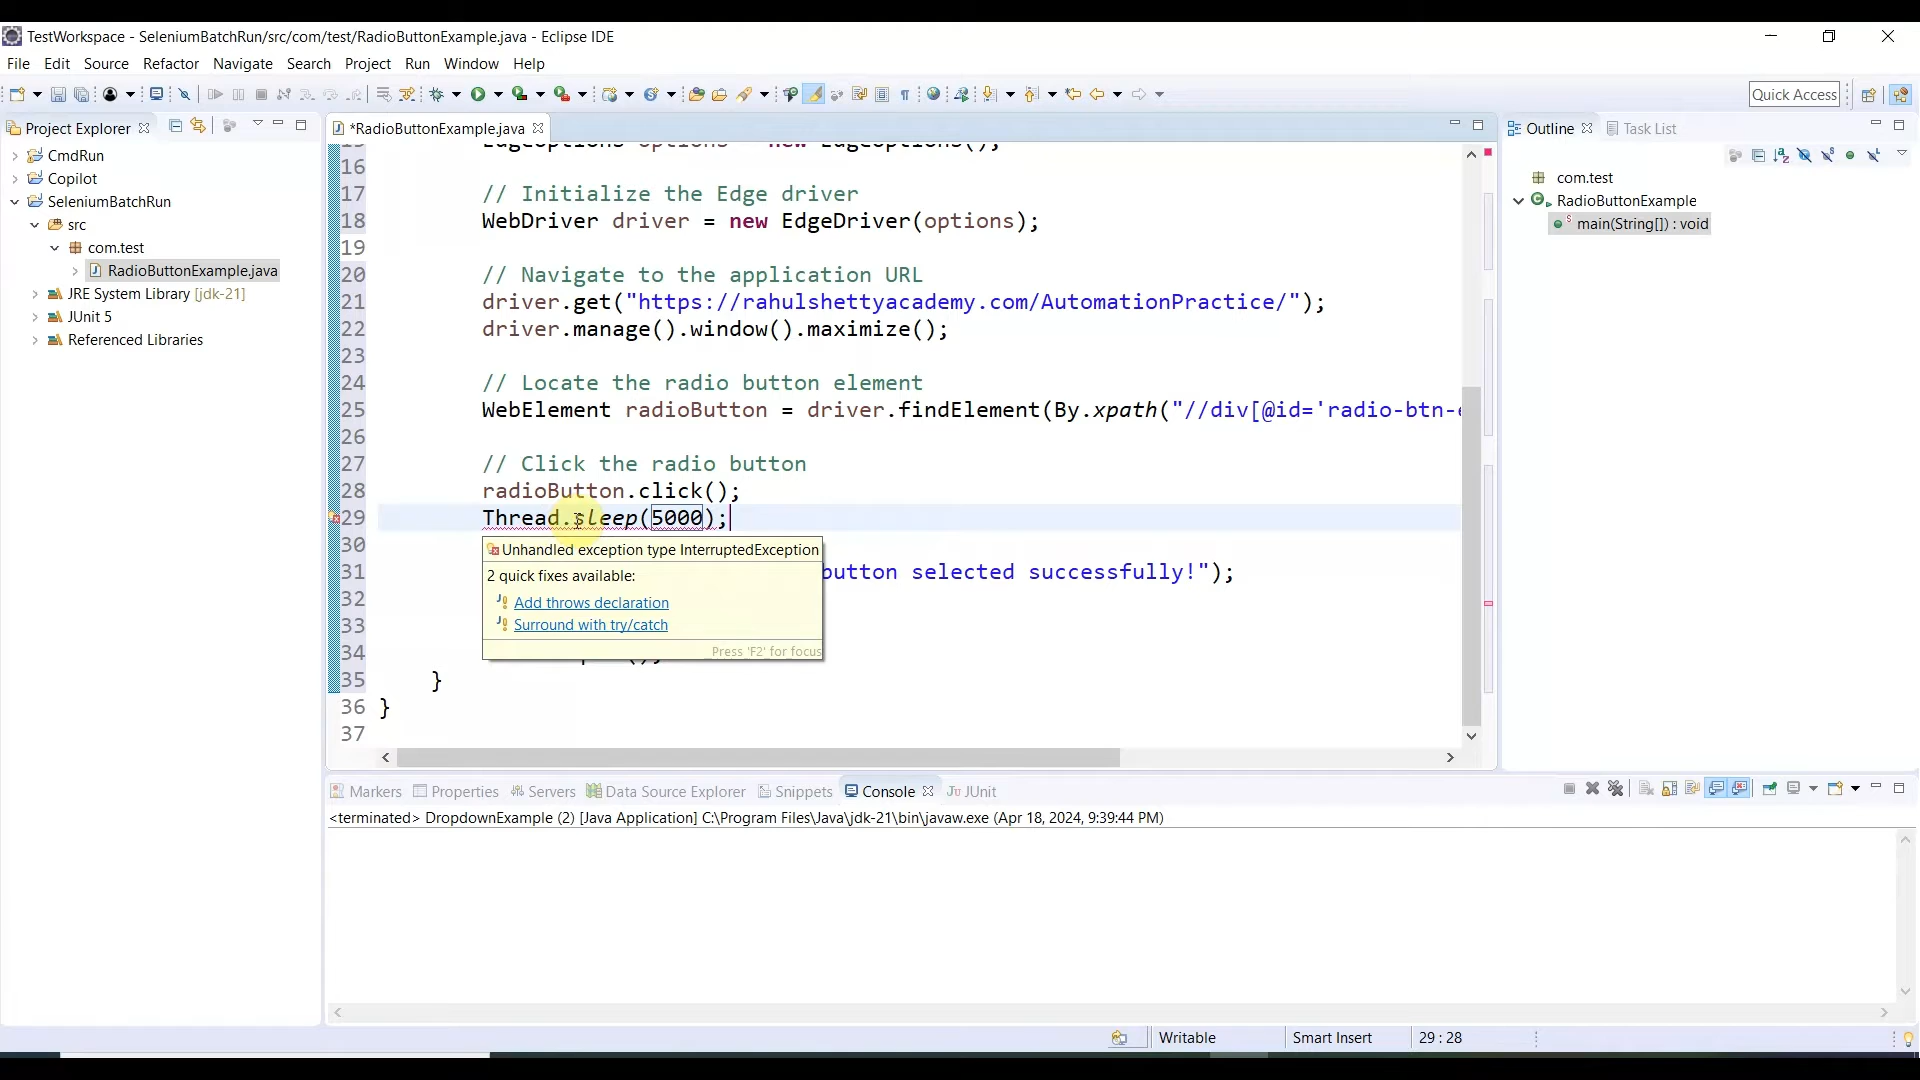 TestWorkspace - SeleniumBatchRun/src/com/test/RadioButtonExample.java - Eclipse IDE
File Edit Source Refactor Navigate Search Project Run Window Help
Quick Access
Project Explorer
CmdRun
Copilot
SeleniumBatchRun
src
com.test
RadioButtonExample.java
JRE System Library [jdk-21]
JUnit 5
Referenced Libraries
*RadioButtonExample.java
15 EdgeOptions options = new EdgeOptions();
16
17 // Initialize the Edge driver
18 WebDriver driver = new EdgeDriver(options);
19
20 // Navigate to the application URL
21 driver.get("https://rahulshettyacademy.com/AutomationPractice/");
22 driver.manage().window().maximize();
23
24 // Locate the radio button element
25 WebElement radioButton = driver.findElement(By.xpath("//div[@id='radio-btn-e
26
27 // Click the radio button
28 radioButton.click();
29 Thread.sleep(5000);
30
31 button selected successfully!");
32
33
34
35 }
36 }
37
Unhandled exception type InterruptedException
2 quick fixes available:
Add throws declaration
Surround with try/catch
Press 'F2' for focus
Outline Task List
com.test
RadioButtonExample
main(String[]) : void
Markers Properties Servers Data Source Explorer Snippets Console JUnit
<terminated> DropdownExample (2) [Java Application] C:\Program Files\Java\jdk-21\bin\javaw.exe (Apr 18, 2024, 9:39:44 PM)
Writable Smart Insert 29 : 28